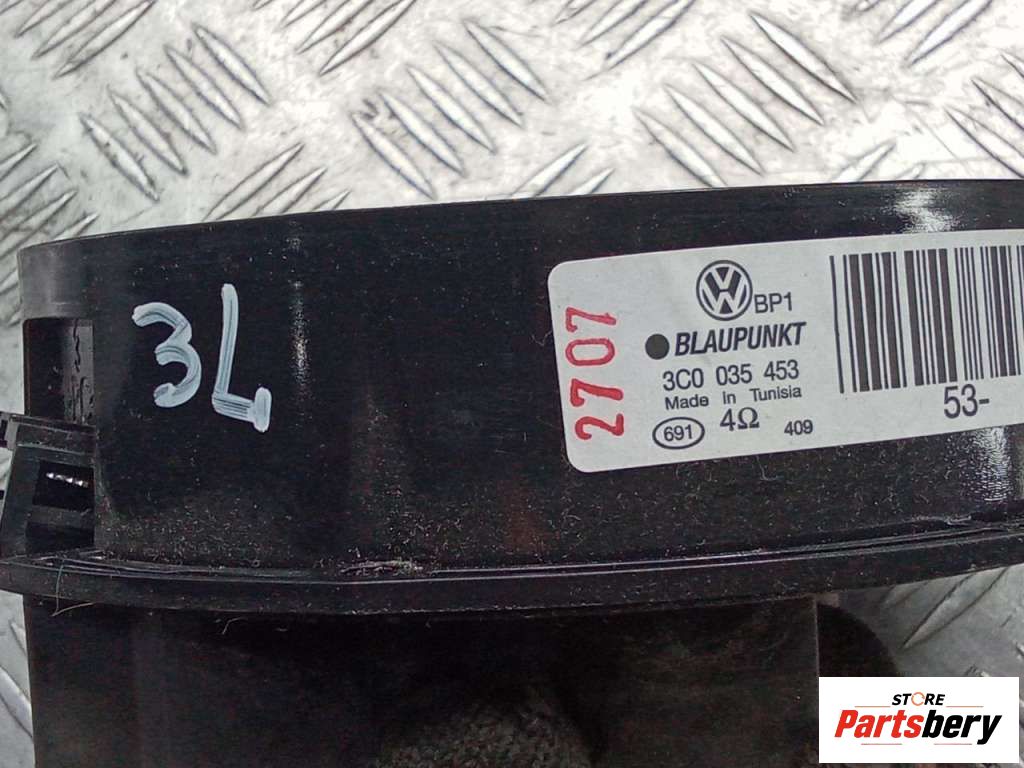 3L
2707
BP1
BLAUPUNKT
3C0 035 453
Made in Tunisia
691 4Ω 409
53-
STORE
Partsbery